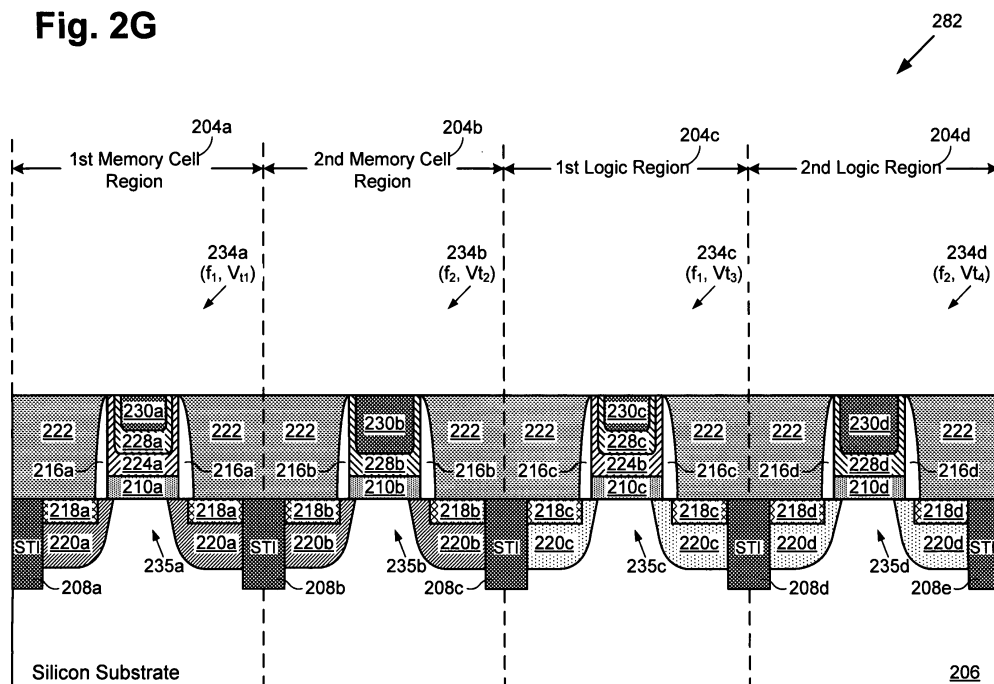 Fig. 2G
282
204a 204b 204c 204d
1st Memory Cell Region 2nd Memory Cell Region 1st Logic Region 2nd Logic Region
234a 234b 234c 234d
(f₁, Vt₁) (f₂, Vt₂) (f₁, Vt₃) (f₂, Vt₄)
230a 230b 230c 230d
222 222 222 222 222 222 222 222
228a 228c
216a 224a 216a 216b 228b 216b 216c 224b 216c 216d 228d 216d
210a 210b 210c 210d
218a 218a 218b 218b 218c 218c 218d 218d
STI 220a 220a STI 220b 220b STI 220c 220c STI 220d 220d STI
235a 235b 235c 235d
208a 208b 208c 208d 208e
Silicon Substrate 206